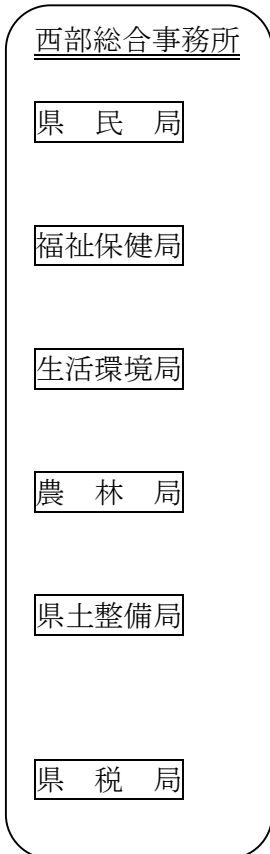 西部総合事務所
県　民　局
福祉保健局
生活環境局
農　林　局
県土整備局
県　税　局